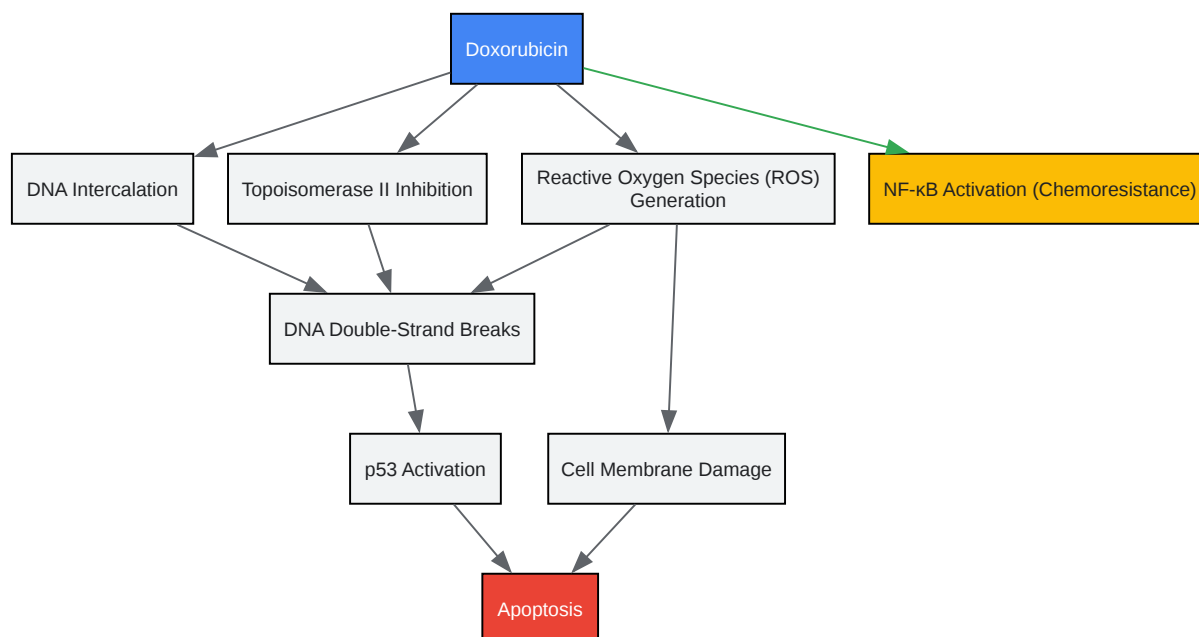 Doxorubicin
DNA Intercalation
Topoisomerase II Inhibition
Reactive Oxygen Species (ROS)
Generation
NF-κB Activation (Chemoresistance)
DNA Double-Strand Breaks
p53 Activation
Cell Membrane Damage
Apoptosis